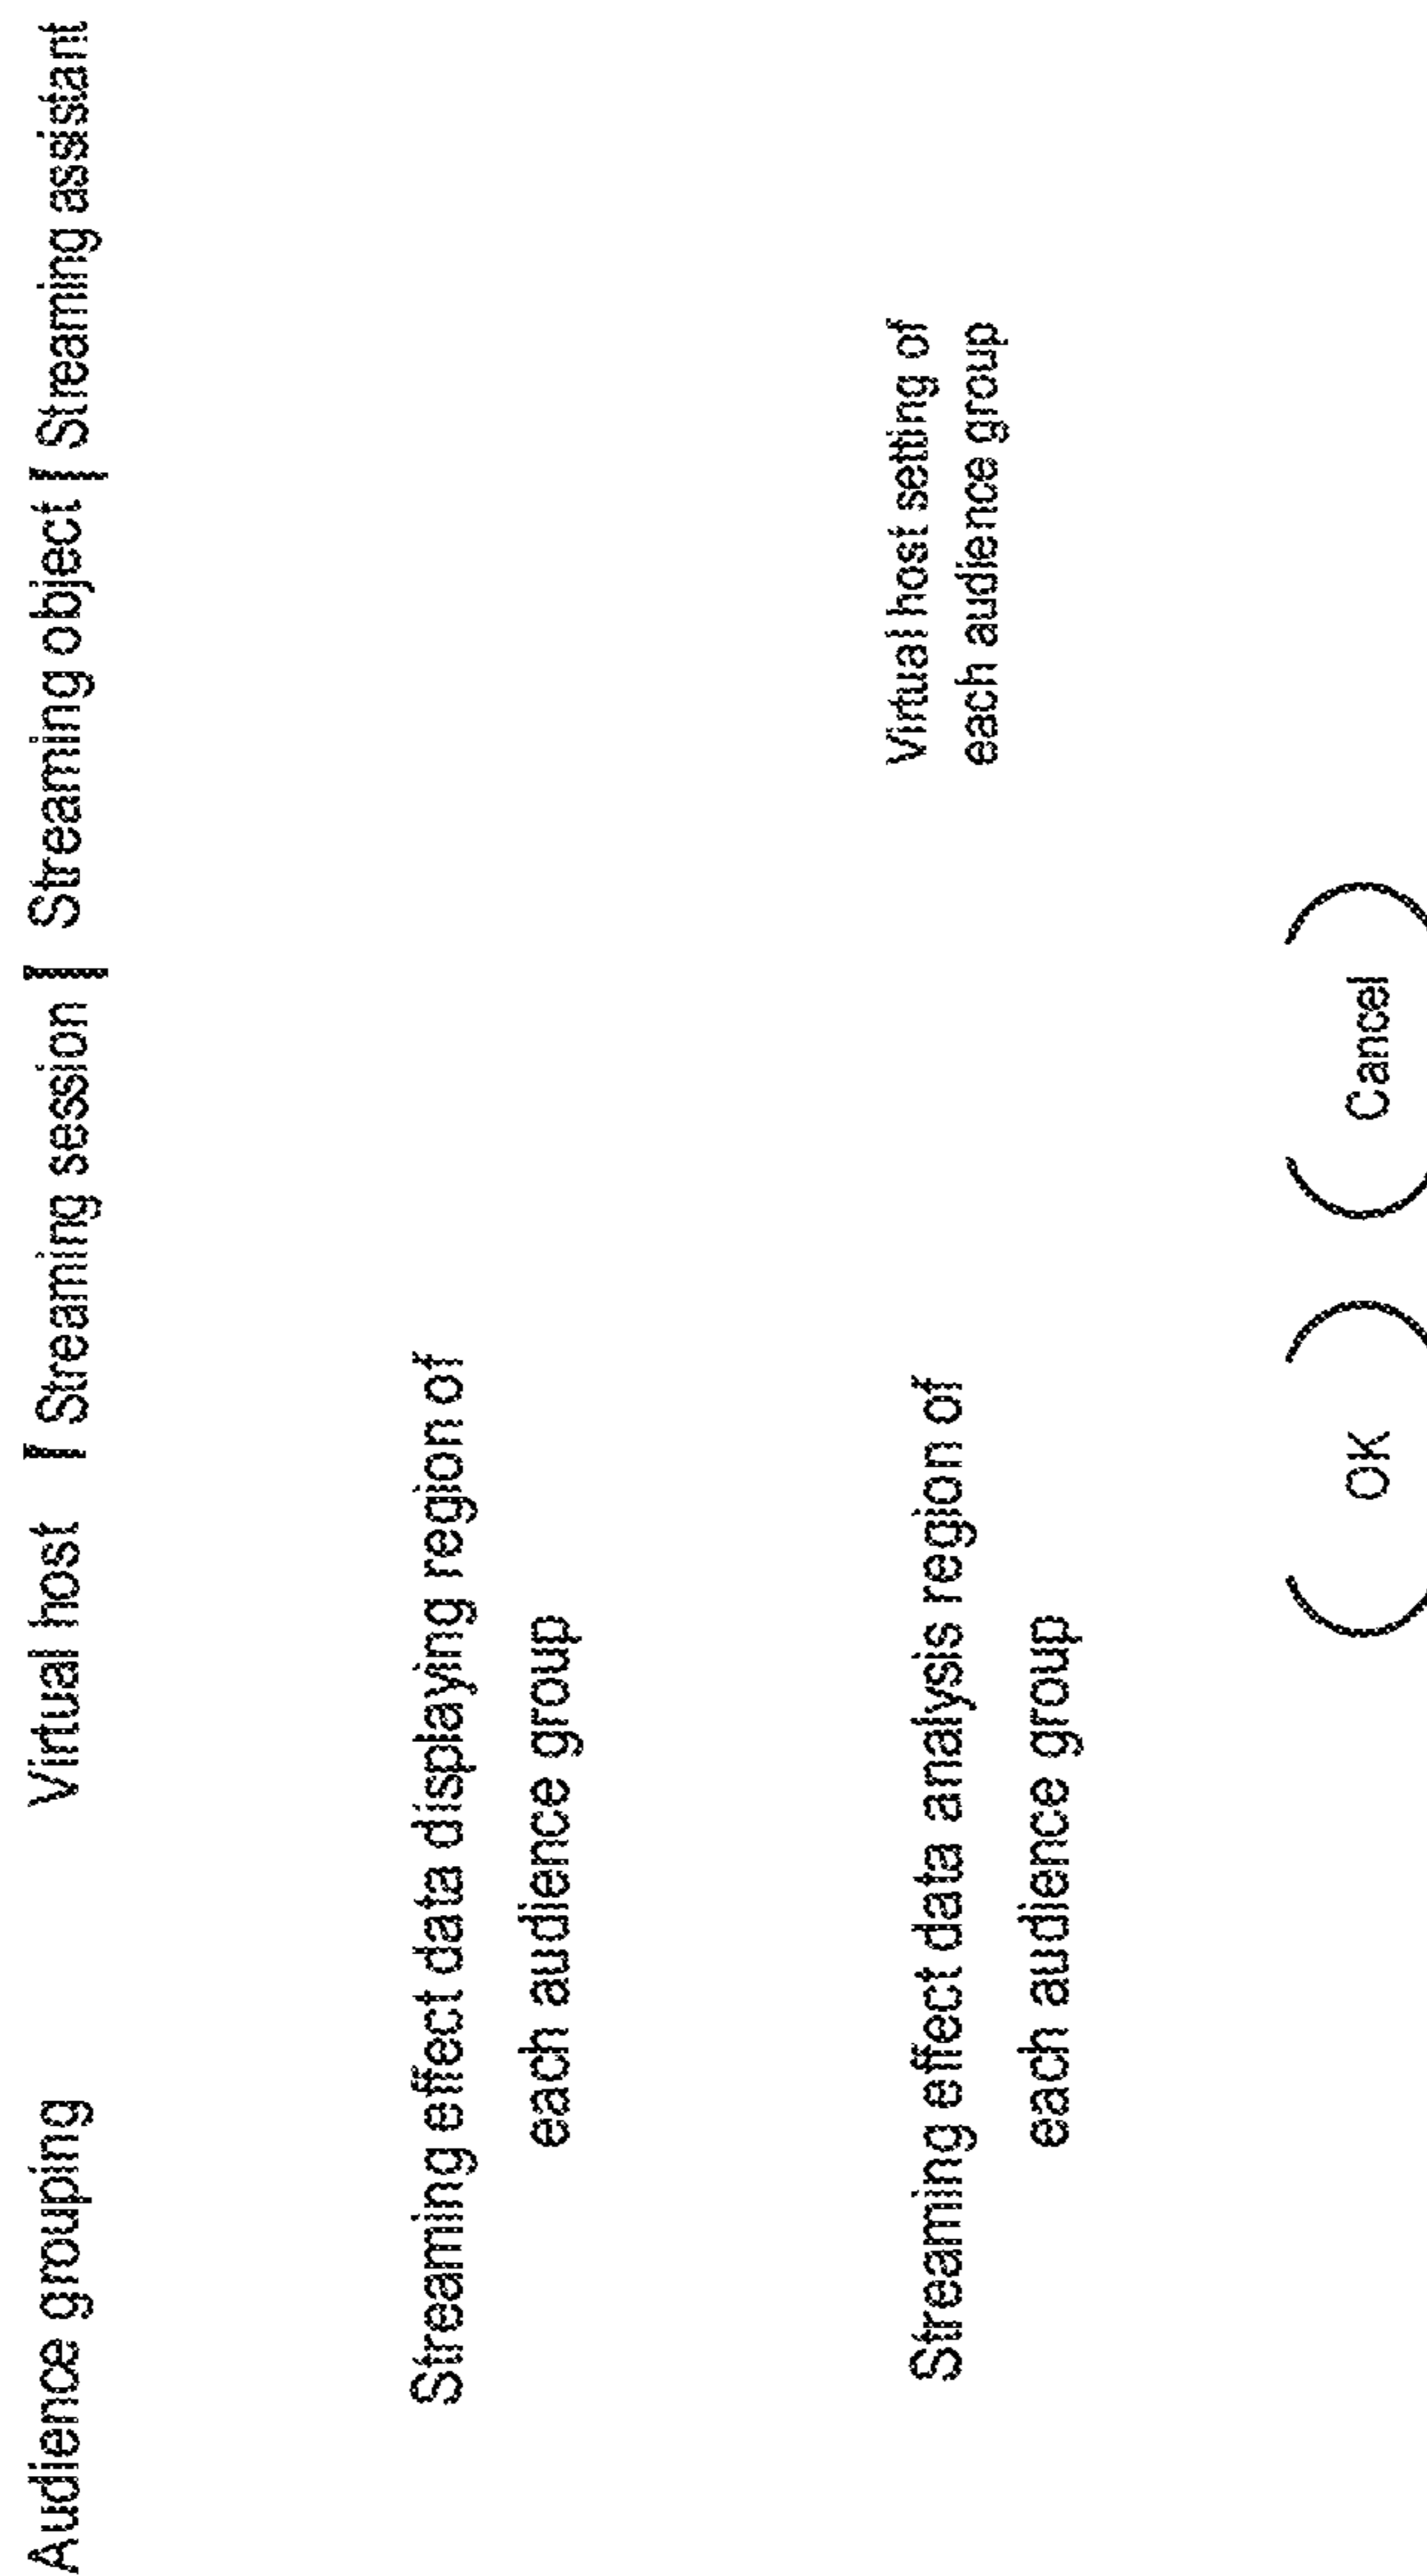 Audience grouping Virtual host | Streaming session | Streaming object | Streaming assistant
Streaming effect data displaying region of
each audience group
Virtual host setting of
each audience group
Streaming effect data analysis region of
each audience group
OK Cancel